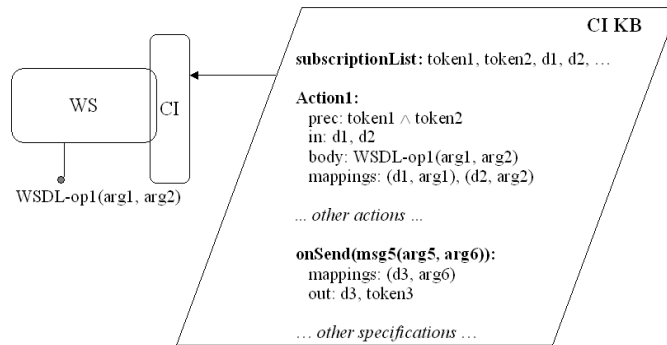 CI KB
subscriptionList: token1, token2, d1, d2, …
Action1:
prec: token1 ∧ token2
in: d1, d2
body: WSDL-op1(arg1, arg2)
mappings: (d1, arg1), (d2, arg2)
... other actions ...
onSend(msg5(arg5, arg6)):
mappings: (d3, arg6)
out: d3, token3
… other specifications …
WS
CI
WSDL-op1(arg1, arg2)